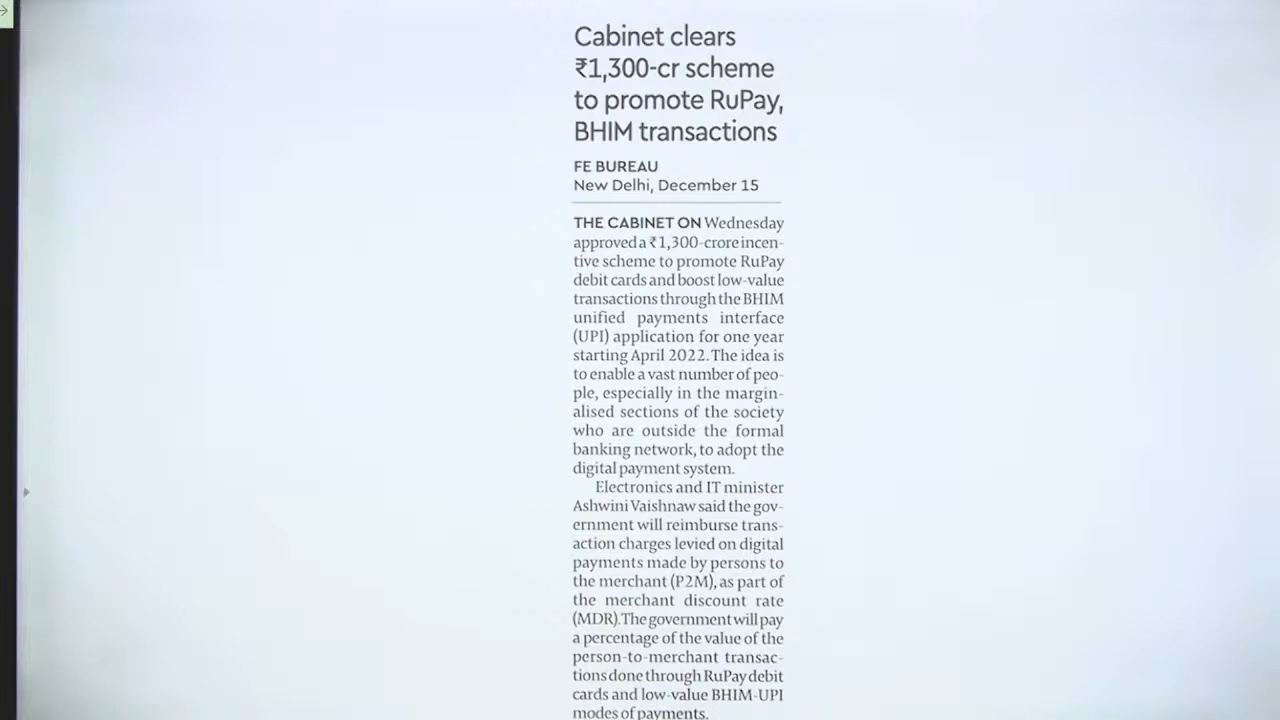 Cabinet clears
₹1,300-cr scheme
to promote RuPay,
BHIM transactions
FE BUREAU
New Delhi, December 15
THE CABINET ON Wednesday
approved a ₹1,300-crore incen-
tive scheme to promote RuPay
debit cards and boost low-value
transactions through the BHIM
unified payments interface
(UPI) application for one year
starting April 2022. The idea is
to enable a vast number of peo-
ple, especially in the margin-
alised sections of the society
who are outside the formal
banking network, to adopt the
digital payment system.
Electronics and IT minister
Ashwini Vaishnaw said the gov-
ernment will reimburse trans-
action charges levied on digital
payments made by persons to
the merchant (P2M), as part of
the merchant discount rate
(MDR). The government will pay
a percentage of the value of the
person-to-merchant transac-
tions done through RuPay debit
cards and low-value BHIM-UPI
modes of payments.